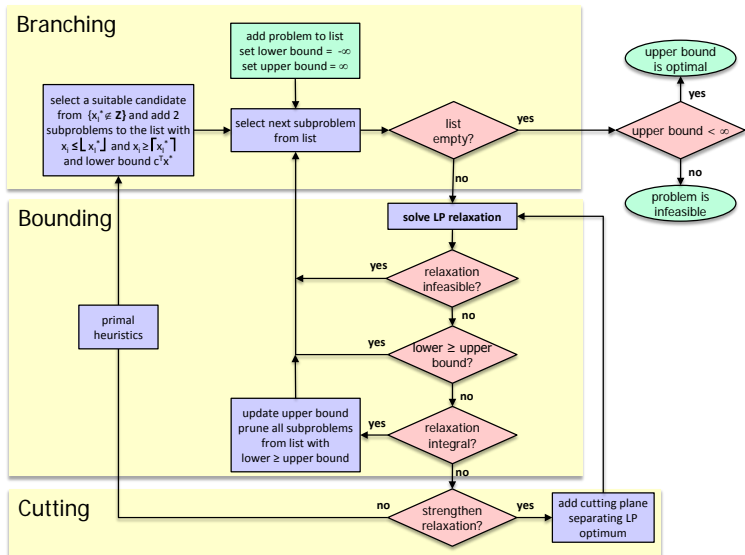 Branching
add problem to list
set lower bound = -∞
set upper bound = ∞
upper bound
is optimal
select a suitable candidate
from {xᵢ* ∉ Z} and add 2
subproblems to the list with
xᵢ ≤ ⌊xᵢ*⌋ and xᵢ ≥ ⌈xᵢ*⌉
and lower bound cᵀx*
select next subproblem
from list
list
empty?
yes
yes
upper bound < ∞
no
no
problem is
infeasible
Bounding
solve LP relaxation
yes
relaxation
infeasible?
no
primal
heuristics
yes
lower ≥ upper
bound?
no
update upper bound
prune all subproblems
from list with
lower ≥ upper bound
yes
relaxation
integral?
no
Cutting
no
strengthen
relaxation?
yes
add cutting plane
separating LP
optimum